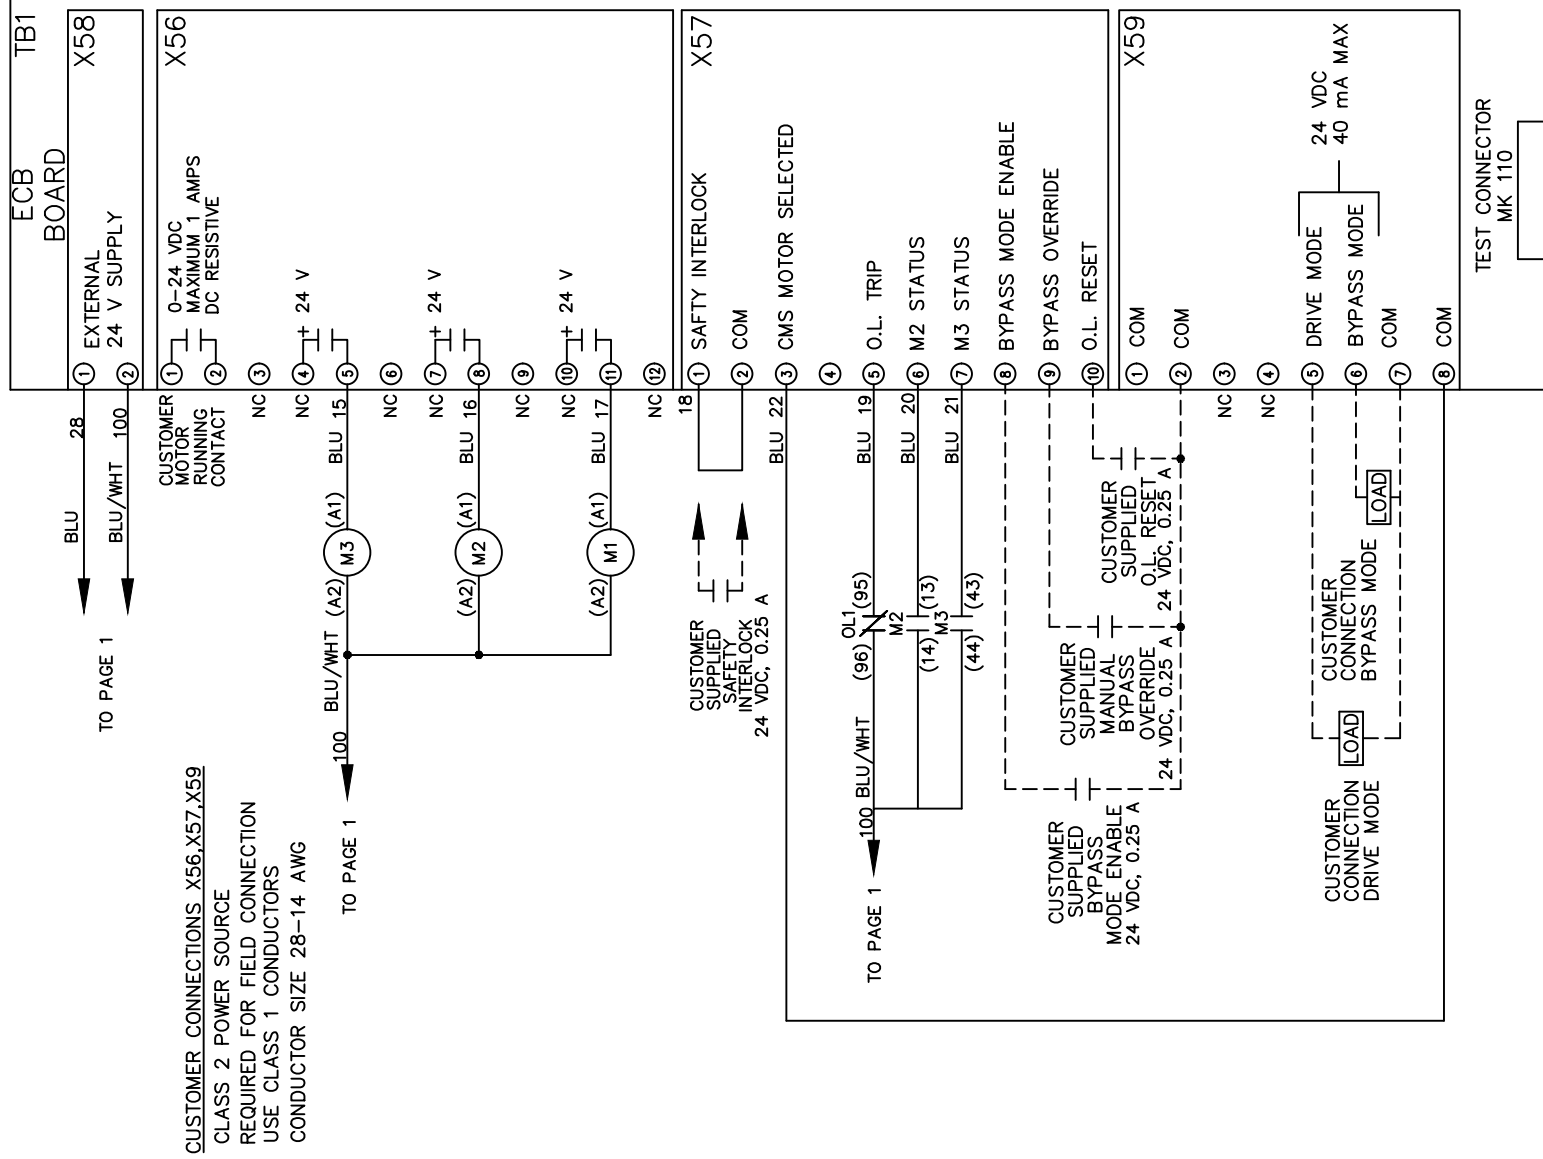 ECB
BOARD
TB1
X58
1
EXTERNAL
24 V SUPPLY
2
BLU
28
BLU/WHT
100
TO PAGE 1
X56
1
0-24 VDC
MAXIMUM 1 AMPS
DC RESISTIVE
2
CUSTOMER
MOTOR
RUNNING
CONTACT
NC
3
NC
4
+ 24 V
BLU 15
5
(A1)
M3
(A2)
BLU/WHT
100
TO PAGE 1
NC
6
NC
7
+ 24 V
BLU 16
8
(A1)
M2
(A2)
NC
9
NC
10
+ 24 V
BLU 17
11
(A1)
M1
(A2)
NC
12
CUSTOMER CONNECTIONS X56,X57,X59
CLASS 2 POWER SOURCE
REQUIRED FOR FIELD CONNECTION
USE CLASS 1 CONDUCTORS
CONDUCTOR SIZE 28-14 AWG
X57
18
1
SAFTY INTERLOCK
2
COM
CUSTOMER
SUPPLIED
SAFETY
INTERLOCK
24 VDC, 0.25 A
BLU 22
3
CMS MOTOR SELECTED
4
BLU 19
5
O.L. TRIP
OL1
(95)
(96)
BLU/WHT
100
TO PAGE 1
BLU 20
6
M2 STATUS
M2
(13)
(14)
BLU 21
7
M3 STATUS
M3
(43)
(44)
8
BYPASS MODE ENABLE
9
BYPASS OVERRIDE
10
O.L. RESET
CUSTOMER
SUPPLIED
O.L. RESET
24 VDC, 0.25 A
CUSTOMER
SUPPLIED
MANUAL
BYPASS
OVERRIDE
24 VDC, 0.25 A
CUSTOMER
SUPPLIED
BYPASS
MODE ENABLE
24 VDC, 0.25 A
X59
1
COM
2
COM
NC
3
NC
4
5
DRIVE MODE
6
BYPASS MODE
24 VDC
40 mA MAX
7
COM
8
COM
LOAD
CUSTOMER
CONNECTION
BYPASS MODE
LOAD
CUSTOMER
CONNECTION
DRIVE MODE
TEST CONNECTOR
MK 110